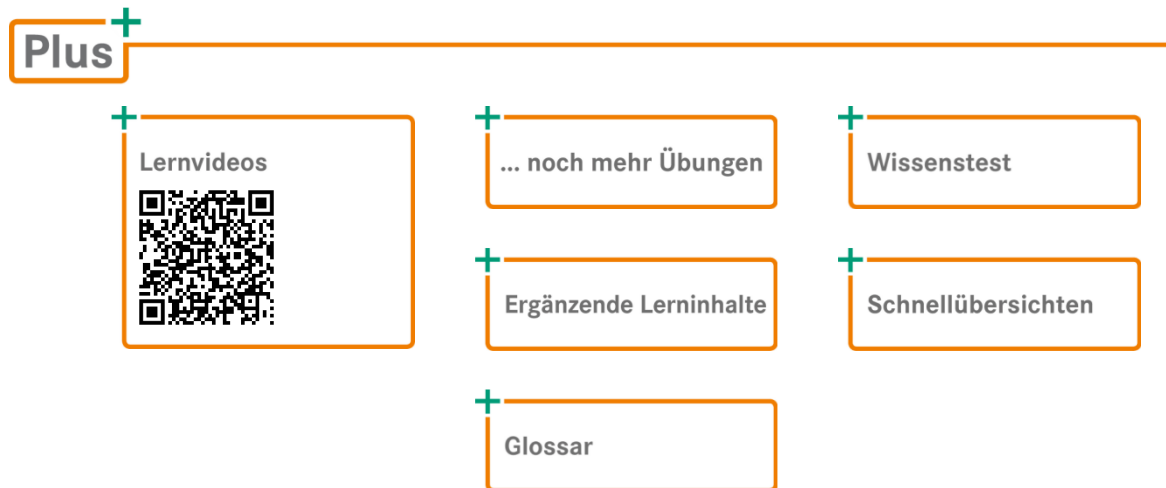 Plus
Lernvideos
... noch mehr Übungen
Wissenstest
Ergänzende Lerninhalte
Schnellübersichten
Glossar